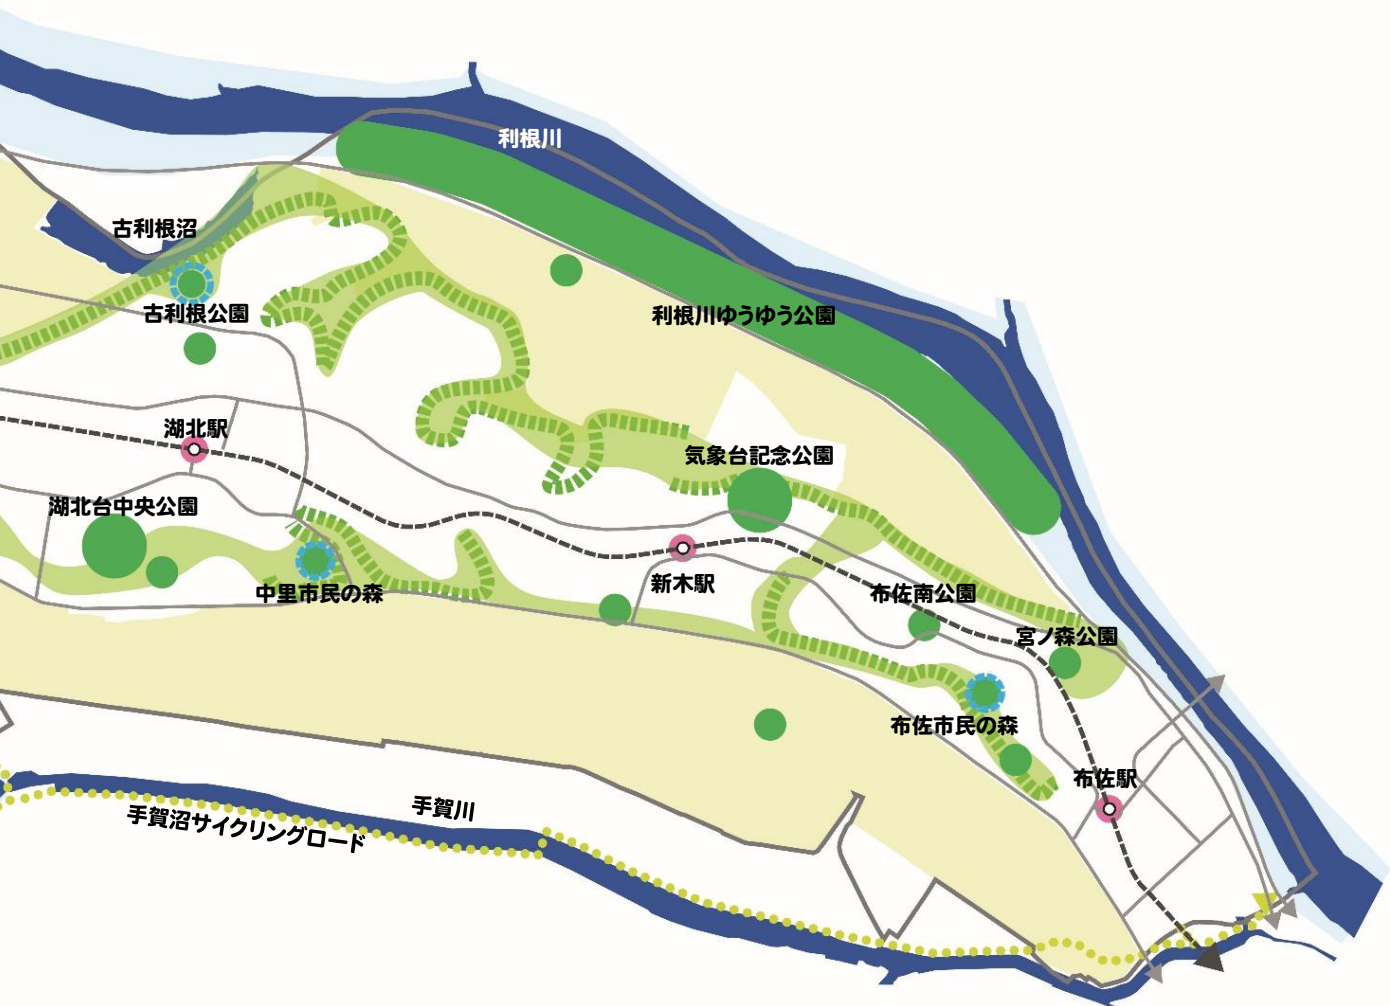 利根川
古利根沼
古利根公園
利根川ゆうゆう公園
湖北駅
気象台記念公園
湖北台中央公園
中里市民の森
新木駅
布佐南公園
宮ノ森公園
布佐市民の森
布佐駅
手賀川
手賀沼サイクリングロード